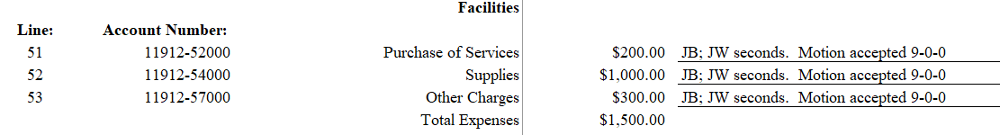 Facilities
Line: Account Number:
51 11912-52000 Purchase of Services $200.00 JB; JW seconds. Motion accepted 9-0-0
52 11912-54000 Supplies $1,000.00 JB; JW seconds. Motion accepted 9-0-0
53 11912-57000 Other Charges $300.00 JB; JW seconds. Motion accepted 9-0-0
Total Expenses $1,500.00